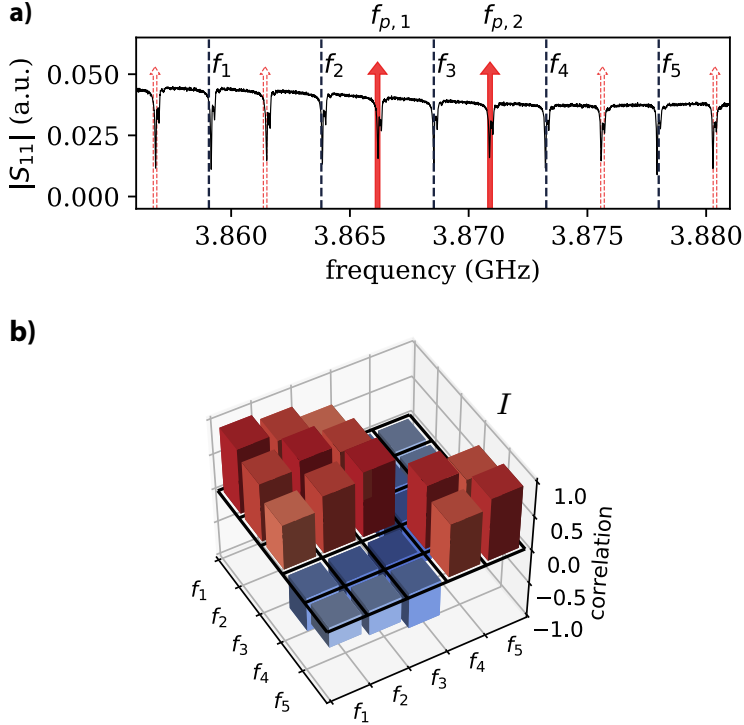 a)
f_{p,1} f_{p,2}
|S_{11}| (a.u.)
0.050
0.025
0.000
f_1 f_2 f_3 f_4 f_5
3.860 3.865 3.870 3.875 3.880
frequency (GHz)
b)
I
1.0
0.5
0.0
−0.5
−1.0
correlation
f_1
f_2
f_3
f_4
f_5
f_1
f_2
f_3
f_4
f_5